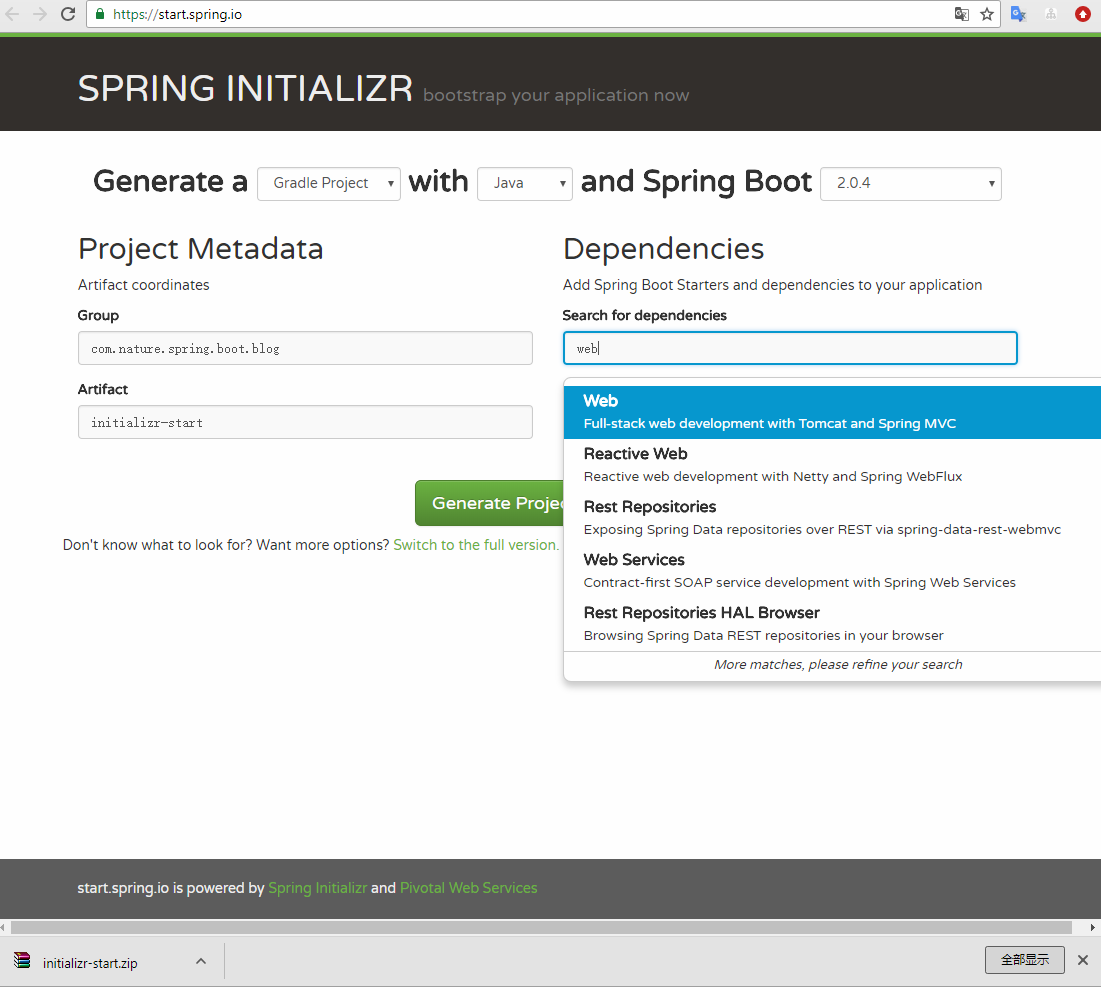 https://start.spring.io
SPRING INITIALIZR bootstrap your application now
Generate a Gradle Project with Java and Spring Boot 2.0.4
Project Metadata
Artifact coordinates
Group
com.nature.spring.boot.blog
Artifact
initializr-start
Dependencies
Add Spring Boot Starters and dependencies to your application
Search for dependencies
web
Web
Full-stack web development with Tomcat and Spring MVC
Reactive Web
Reactive web development with Netty and Spring WebFlux
Rest Repositories
Exposing Spring Data repositories over REST via spring-data-rest-webmvc
Web Services
Contract-first SOAP service development with Spring Web Services
Rest Repositories HAL Browser
Browsing Spring Data REST repositories in your browser
More matches, please refine your search
Generate Projec
Don't know what to look for? Want more options? Switch to the full version.
start.spring.io is powered by Spring Initializr and Pivotal Web Services
initializr-start.zip
全部显示